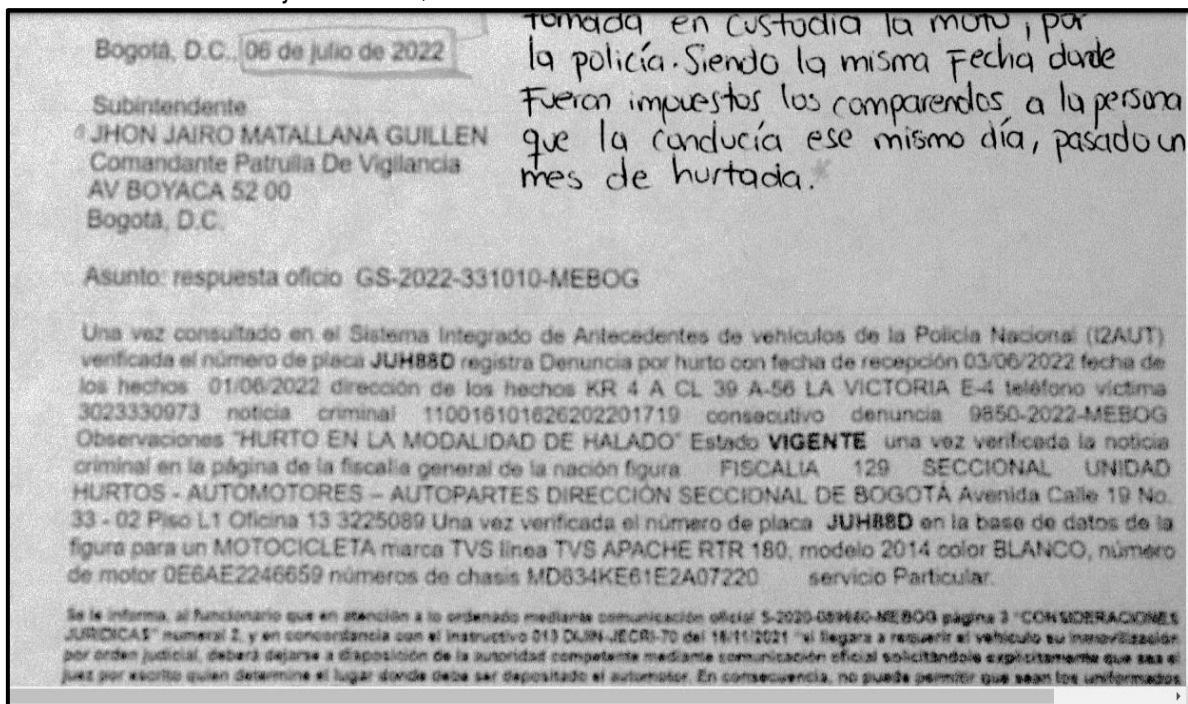 tomada en custodia la moto, por
la policía. Siendo la misma Fecha donde
Fueron impuestos los comparendos a la persona
que la conducía ese mismo día, pasado un
mes de hurtada.
Bogotá, D.C., 06 de julio de 2022
Subintendente
JHON JAIRO MATALLANA GUILLEN
Comandante Patrulla De Vigilancia
AV BOYACA 52 00
Bogotá, D.C.
Asunto: respuesta oficio GS-2022-331010-MEBOG
Una vez consultado en el Sistema Integrado de Antecedentes de vehículos de la Policía Nacional (I2AUT)
verificada el número de placa JUH88D registra Denuncia por hurto con fecha de recepción 03/06/2022 fecha de
los hechos 01/06/2022 dirección de los hechos KR 4 A CL 39 A-56 LA VICTORIA E-4 teléfono víctima
3023330973 noticia criminal 110016101626202201719 consecutivo denuncia 9850-2022-MEBOG
Observaciones "HURTO EN LA MODALIDAD DE HALADO" Estado VIGENTE una vez verificada la noticia
criminal en la página de la fiscalia general de la nación figura FISCALIA 129 SECCIONAL UNIDAD
HURTOS - AUTOMOTORES – AUTOPARTES DIRECCIÓN SECCIONAL DE BOGOTÁ Avenida Calle 19 No.
33 - 02 Piso L1 Oficina 13 3225089 Una vez verificada el número de placa JUH88D en la base de datos de la
figura para un MOTOCICLETA marca TVS linea TVS APACHE RTR 180, modelo 2014 color BLANCO, número
de motor 0E6AE2246659 números de chasis MD634KE61E2A07220 servicio Particular.
Se le informa, al funcionario que en atención a lo ordenado mediante comunicación oficial MEBOG página 3 "CONSIDERACIONES
JURIDICAS" numeral 2, y en concordancia con el instructivo 013 DIJIN-JECRI-70 del 16/11/2021 "si llegara a requerir el vehículo su inmovilización
por orden judicial, deberá dejarse a disposición de la autoridad competente mediante comunicación oficial solicitándole explícitamente que sea el
juez por escrito quien determine el lugar donde debe ser depositado el automotor. En consecuencia, no puede permitir que sean los uniformados